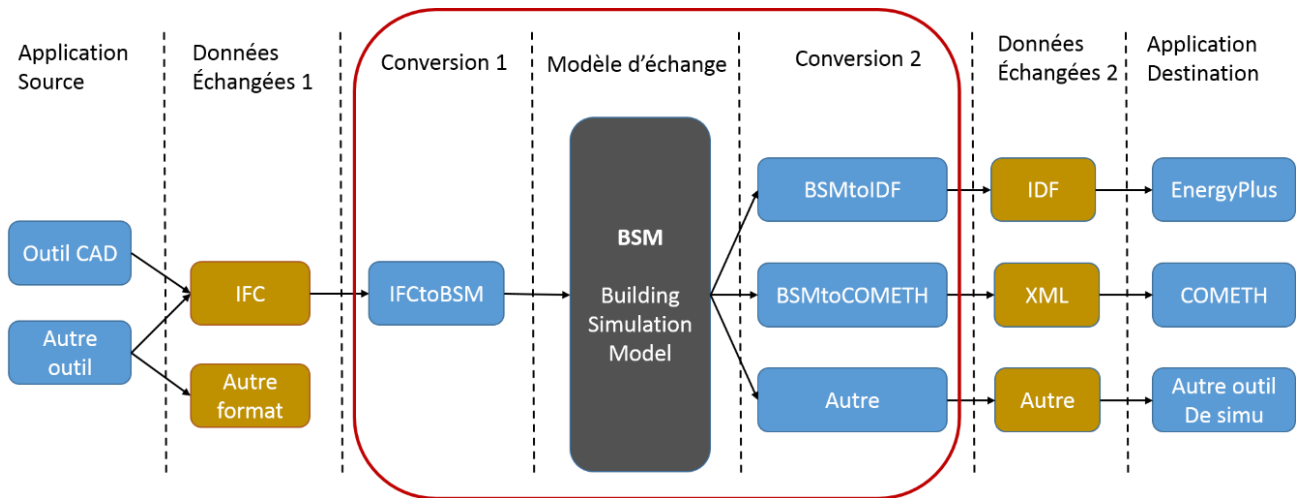 Application
Source
Données
Échangées 1
Conversion 1
Modèle d'échange
Conversion 2
Données
Échangées 2
Application
Destination
Outil CAD
Autre
outil
IFC
Autre
format
IFCtoBSM
BSM
Building
Simulation
Model
BSMtoIDF
BSMtoCOMETH
Autre
IDF
XML
Autre
EnergyPlus
COMETH
Autre outil
De simu